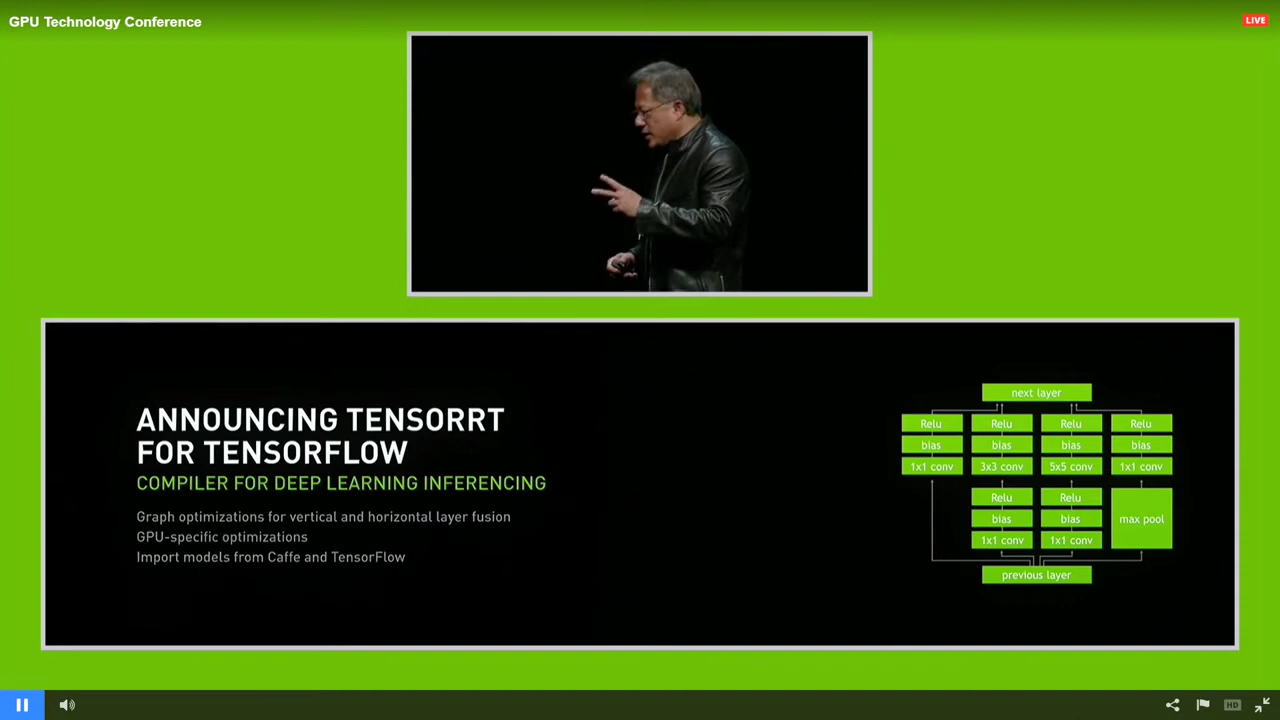 GPU Technology Conference
LIVE
ANNOUNCING TENSORRT
FOR TENSORFLOW
COMPILER FOR DEEP LEARNING INFERENCING
Graph optimizations for vertical and horizontal layer fusion
GPU-specific optimizations
Import models from Caffe and TensorFlow
next layer
Relu Relu Relu Relu
bias bias bias bias
1x1 conv 3x3 conv 5x5 conv 1x1 conv
Relu Relu
bias bias max pool
1x1 conv 1x1 conv
previous layer
HD